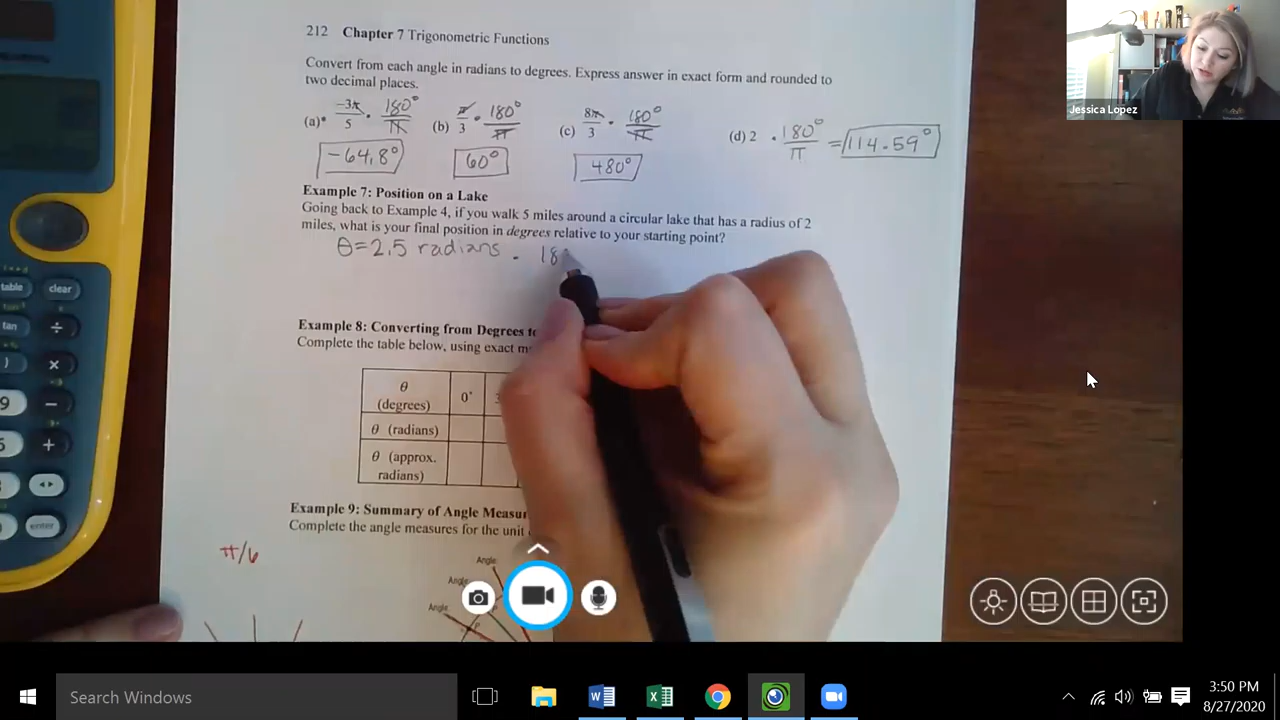 212 Chapter 7 Trigonometric Functions
Convert from each angle in radians to degrees. Express answer in exact form and rounded to
two decimal places.
(a) -3π/5 · 180°/π (b) π/3 · 180°/π (c) 8π/3 · 180°/π (d) 2 · 180°/π = 114.59°
-64.8° 60° 480°
Example 7: Position on a Lake
Going back to Example 4, if you walk 5 miles around a circular lake that has a radius of 2
miles, what is your final position in degrees relative to your starting point?
θ=2.5 radians · 18
Example 8: Converting from Degrees
Complete the table below, using exact
θ (degrees) 0°
θ (radians)
θ (approx. radians)
Example 9: Summary of Angle
Complete the angle measures for the unit
π/6
Angle
Angle
Angle
Jessica Lopez
table
clear
tan
÷
)
×
9
−
+
enter
Search Windows
3:50 PM
8/27/2020